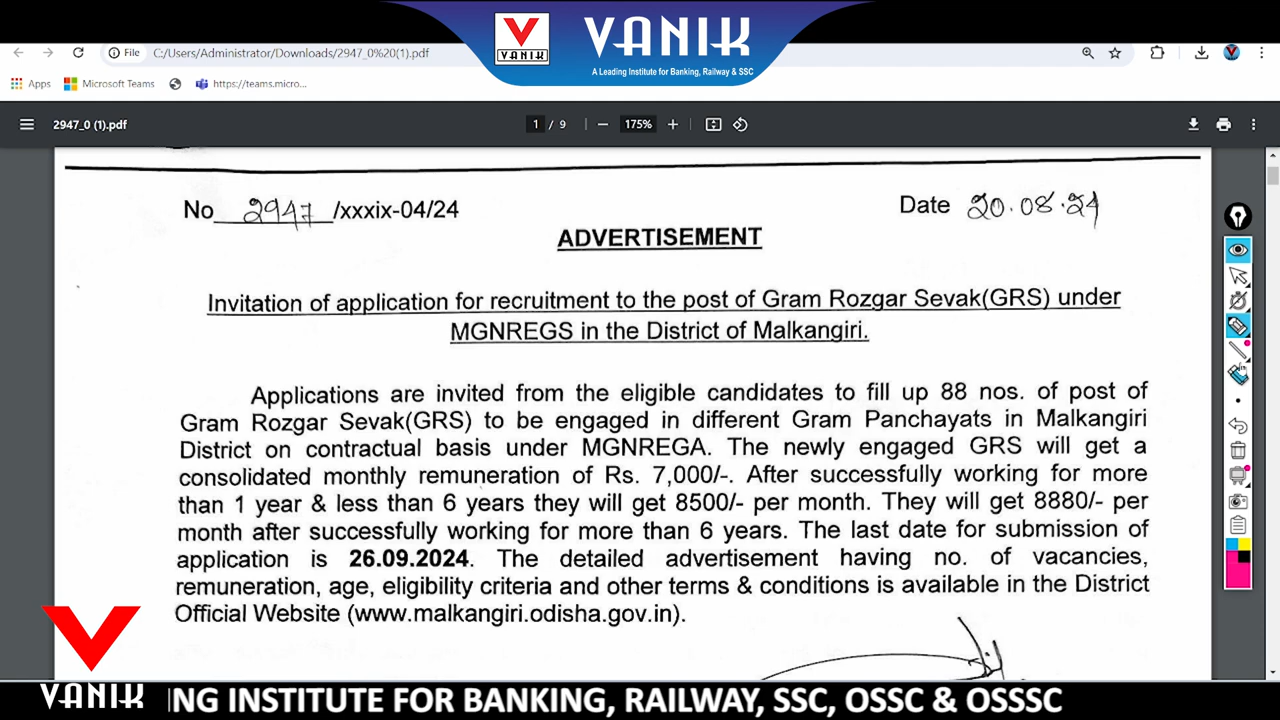 VANIK
VANIK
A Leading Institute for Banking, Railway & SSC
File C:/Users/Administrator/Downloads/2947_0%20(1).pdf
Apps Microsoft Teams https://teams.micro...
2947_0 (1).pdf 1 / 9 175%
No 2947 /xxxix-04/24 Date 20.08.24
ADVERTISEMENT
Invitation of application for recruitment to the post of Gram Rozgar Sevak(GRS) under
MGNREGS in the District of Malkangiri.
Applications are invited from the eligible candidates to fill up 88 nos. of post of
Gram Rozgar Sevak(GRS) to be engaged in different Gram Panchayats in Malkangiri
District on contractual basis under MGNREGA. The newly engaged GRS will get a
consolidated monthly remuneration of Rs. 7,000/-. After successfully working for more
than 1 year & less than 6 years they will get 8500/- per month. They will get 8880/- per
month after successfully working for more than 6 years. The last date for submission of
application is 26.09.2024. The detailed advertisement having no. of vacancies,
remuneration, age, eligibility criteria and other terms & conditions is available in the District
Official Website (www.malkangiri.odisha.gov.in).
VANIK
NG INSTITUTE FOR BANKING, RAILWAY, SSC, OSSC & OSSSC